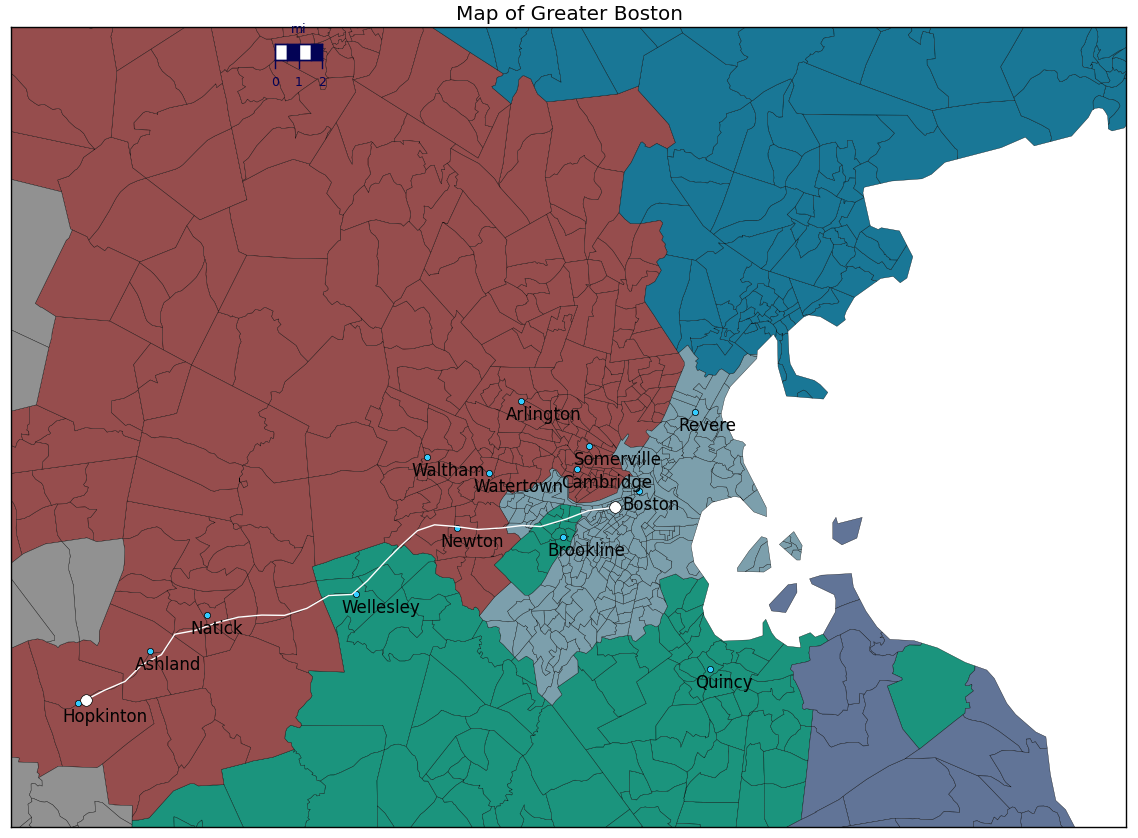 Map of Greater Boston
mi
0 1 2
Arlington
Revere
Somerville
Waltham
Cambridge
Watertown
Boston
Newton
Brookline
Wellesley
Natick
Ashland
Quincy
Hopkinton